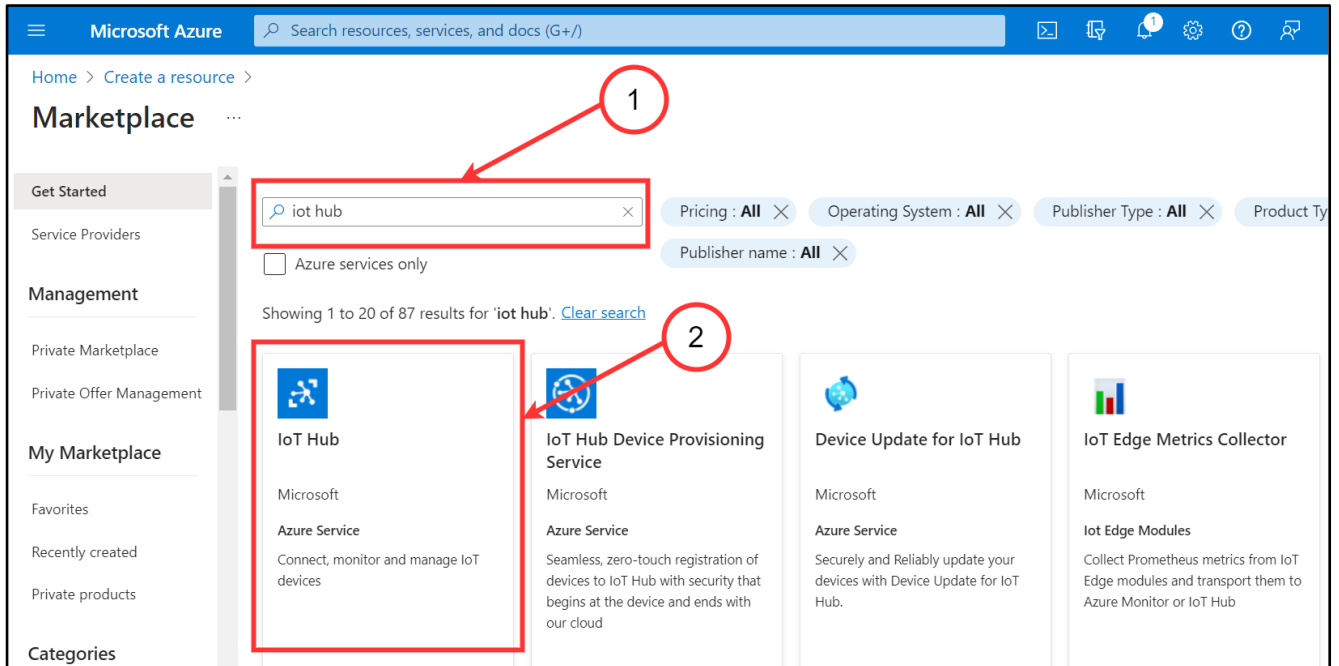 Microsoft Azure
Search resources, services, and docs (G+/)
1
Home > Create a resource >
Marketplace ...
1
Get Started
Service Providers
Management
Private Marketplace
Private Offer Management
My Marketplace
Favorites
Recently created
Private products
Categories
iot hub
Pricing : All
Operating System : All
Publisher Type : All
Product Ty
Publisher name : All
Azure services only
Showing 1 to 20 of 87 results for 'iot hub'. Clear search
2
IoT Hub
Microsoft
Azure Service
Connect, monitor and manage IoT
devices
IoT Hub Device Provisioning
Service
Microsoft
Azure Service
Seamless, zero-touch registration of
devices to IoT Hub with security that
begins at the device and ends with
our cloud
Device Update for IoT Hub
Microsoft
Azure Service
Securely and Reliably update your
devices with Device Update for IoT
Hub.
IoT Edge Metrics Collector
Microsoft
Iot Edge Modules
Collect Prometheus metrics from IoT
Edge modules and transport them to
Azure Monitor or IoT Hub